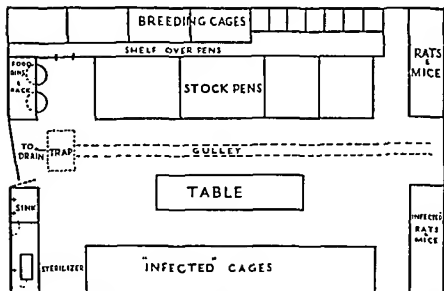 BREEDING CAGES
SHELF OVER PENS
FOOD
BINS
&
RACK
STOCK PENS
RATS
&
MICE
TO
DRAIN
TRAP
GULLEY
TABLE
SINK
STERILIZER
"INFECTED" CAGES
INFECTED
RATS
&
MICE